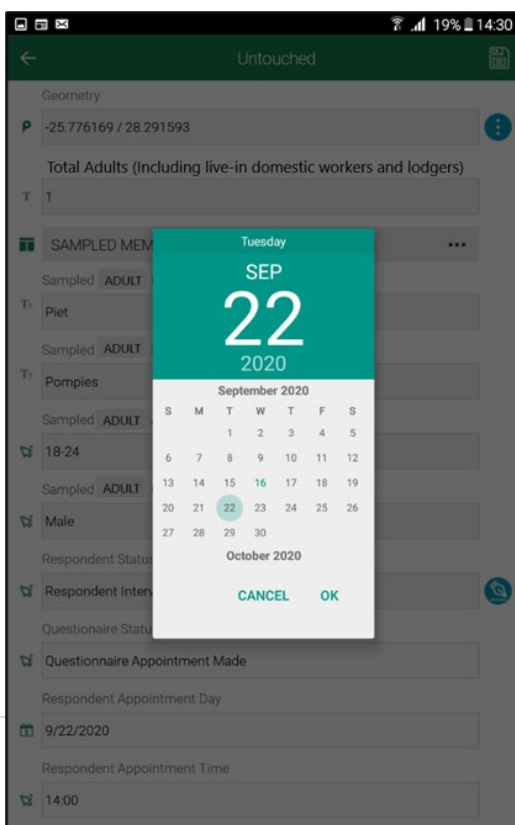 19% 14:30
Untouched
Geometry
-25.776169 / 28.291593
Total Adults (Including live-in domestic workers and lodgers)
1
SAMPLED MEM
Sampled ADULT
Piet
Sampled ADULT
Pompies
Sampled ADULT
18-24
Sampled ADULT
Male
Respondent Status
Respondent Interv
Questionaire Statu
Questionnaire Appointment Made
Respondent Appointment Day
9/22/2020
Respondent Appointment Time
14:00
Tuesday
SEP
22
2020
September 2020
S M T W T F S
1 2 3 4 5
6 7 8 9 10 11 12
13 14 15 16 17 18 19
20 21 22 23 24 25 26
27 28 29 30
October 2020
CANCEL OK